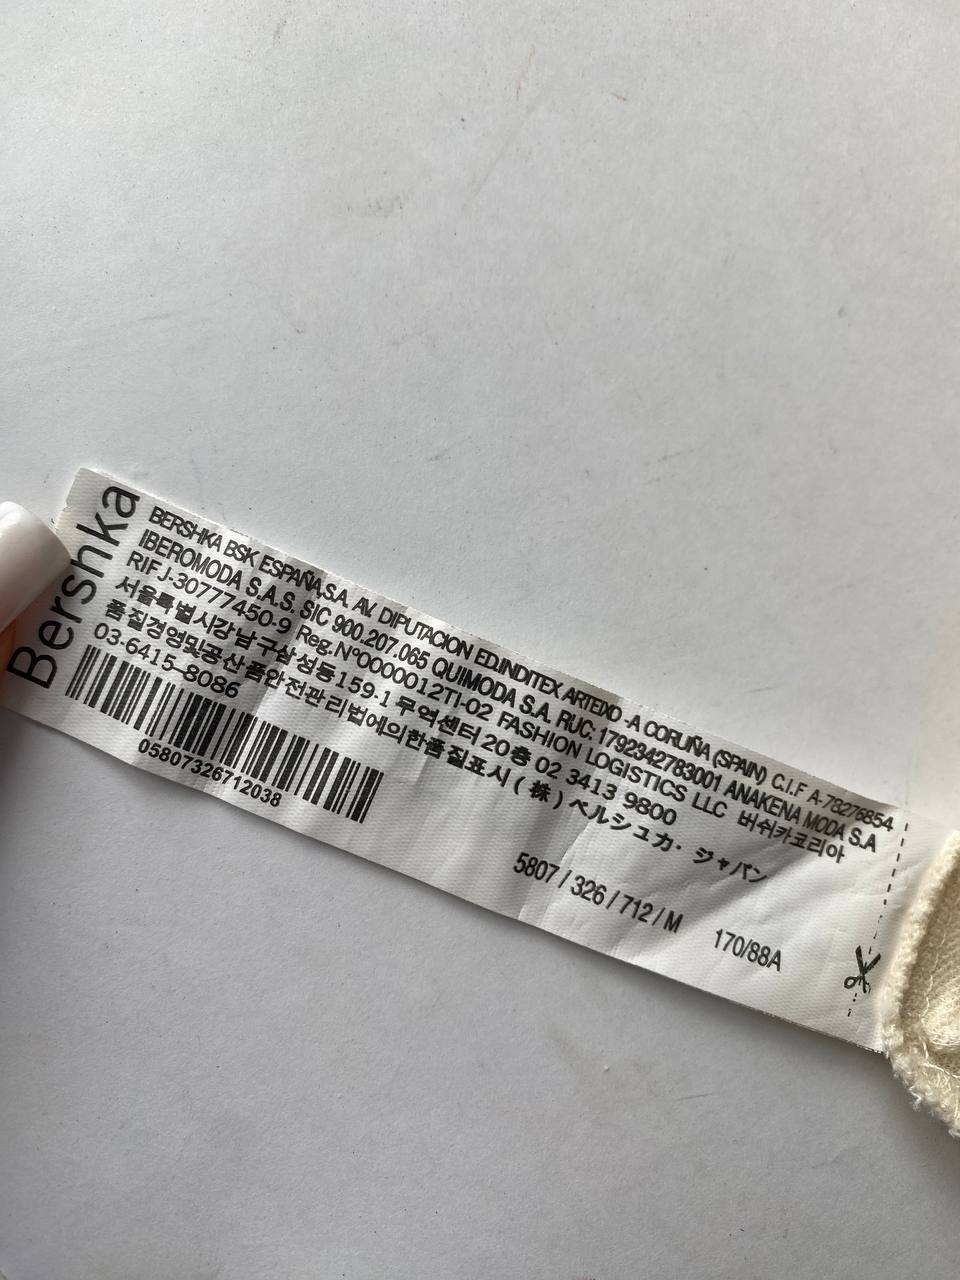 Bershka
BERSHKA BSK ESPAÑA,S.A. AV. DIPUTACION ED.INDITEX ARTEIXO -A CORUÑA (SPAIN) C.I.F A-78276854
IBEROMODA S.A.S. SIC 900.207.065 QUIMODA S.A. RUC: 1792342783001 ANAKENA MODA S.A
RIF J-30777450-9 Reg.Nº0000012TI-02 FASHION LOGISTICS LLC 버쉬카코리아
서울특별시강남구삼성동159-1 무역센터 20층 02 3413 9800
품질경영및공산품안전관리법에의한품질표시 (株) ベルシュカ・ジャパン
03-6415-8086
05807326712038
5807 / 326 / 712 / M 170/88A